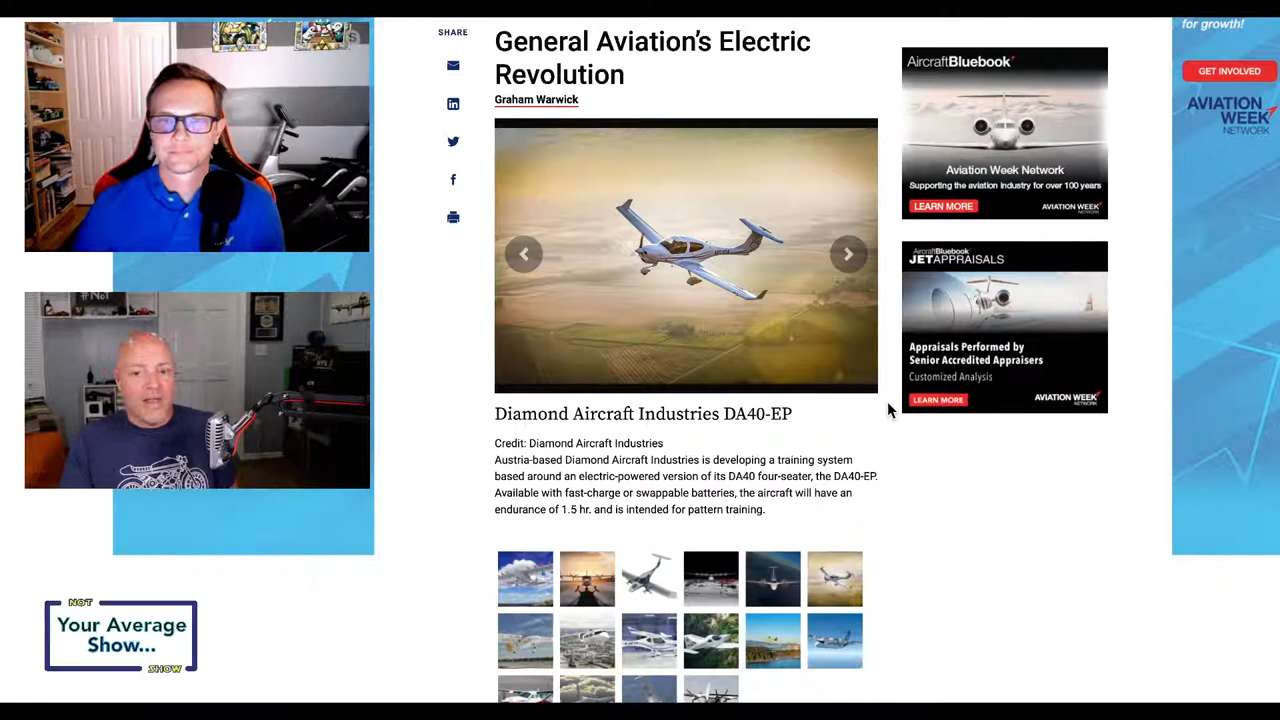 SHARE
General Aviation's Electric
Revolution
Graham Warwick
Diamond Aircraft Industries DA40-EP
Credit: Diamond Aircraft Industries
Austria-based Diamond Aircraft Industries is developing a training system
based around an electric-powered version of its DA40 four-seater, the DA40-EP.
Available with fast-charge or swappable batteries, the aircraft will have an
endurance of 1.5 hr. and is intended for pattern training.
AircraftBluebook
Aviation Week Network
Supporting the aviation industry for over 100 years
LEARN MORE
AVIATION WEEK
NETWORK
AircraftBluebook
JETAPPRAISALS
Appraisals Performed by
Senior Accredited Appraisers
Customized Analysis
LEARN MORE
AVIATION WEEK
NETWORK
for growth!
GET INVOLVED
AVIATION
WEEK
NETWORK
#No
NOT
Your Average
Show...
SHOW